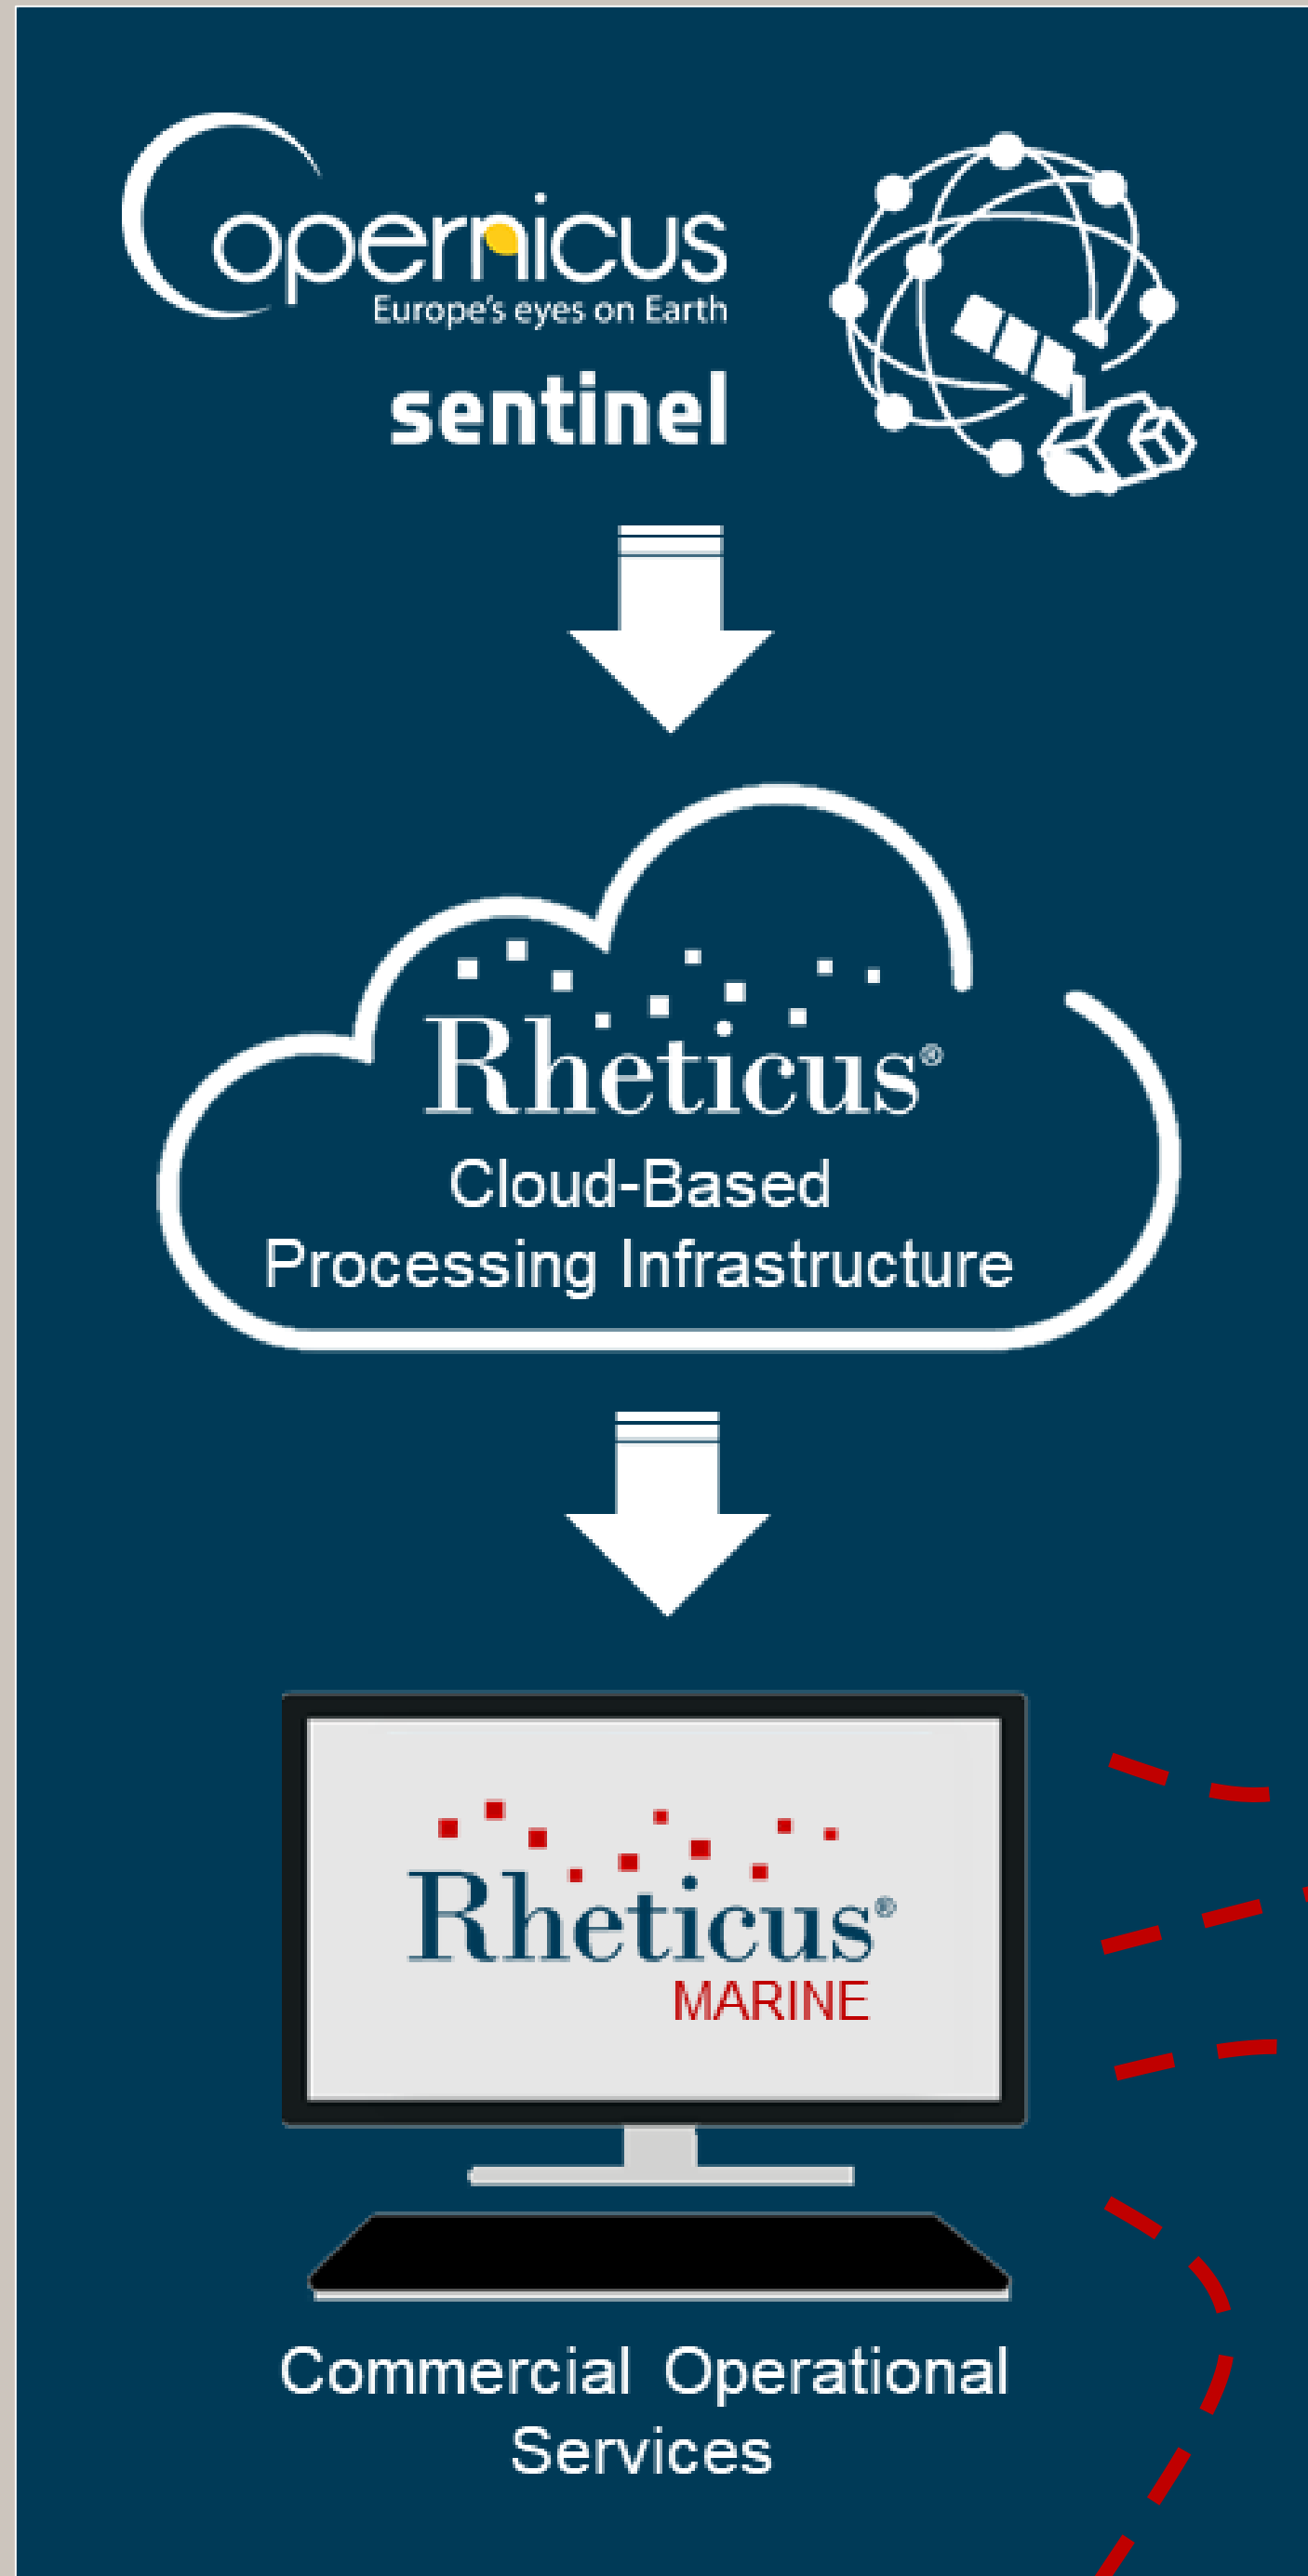 Copernicus
Europe's eyes on Earth
sentinel
Rheticus®
Cloud-Based
Processing Infrastructure
Rheticus®
MARINE
Commercial Operational
Services